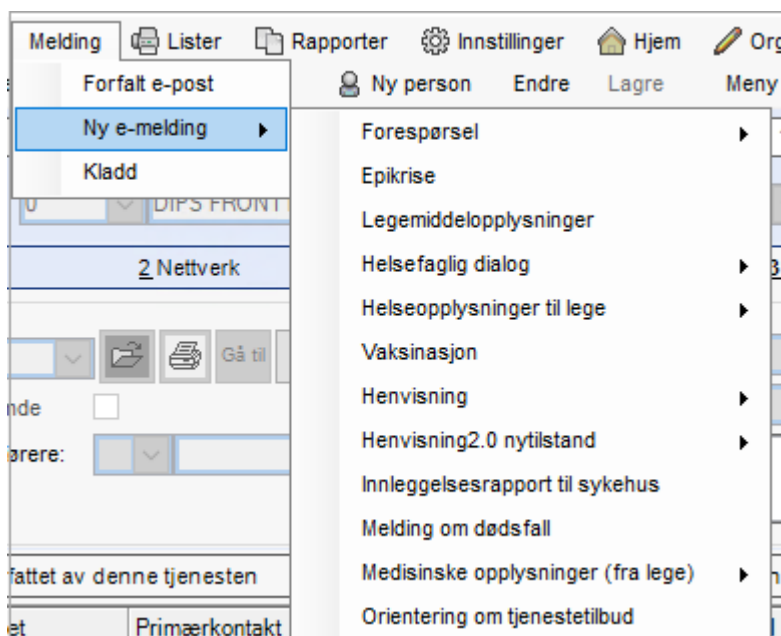 Melding Lister Rapporter Innstillinger Hjem Org
Forfalt e-post Ny person Endre Lagre Meny
Ny e-melding Forespørsel
Kladd Epikrise
0 DIPS FRONT
Legemiddelopplysninger
2 Nettverk Helsefaglig dialog 3
Helseopplysninger til lege
Gå til Vaksinasjon
nde Henvisning
ørere: Henvisning2.0 nytilstand
Innleggelsesrapport til sykehus
Melding om dødsfall
fattet av denne tjenesten Medisinske opplysninger (fra lege)
et Primærkontakt Orientering om tjenestetilbud